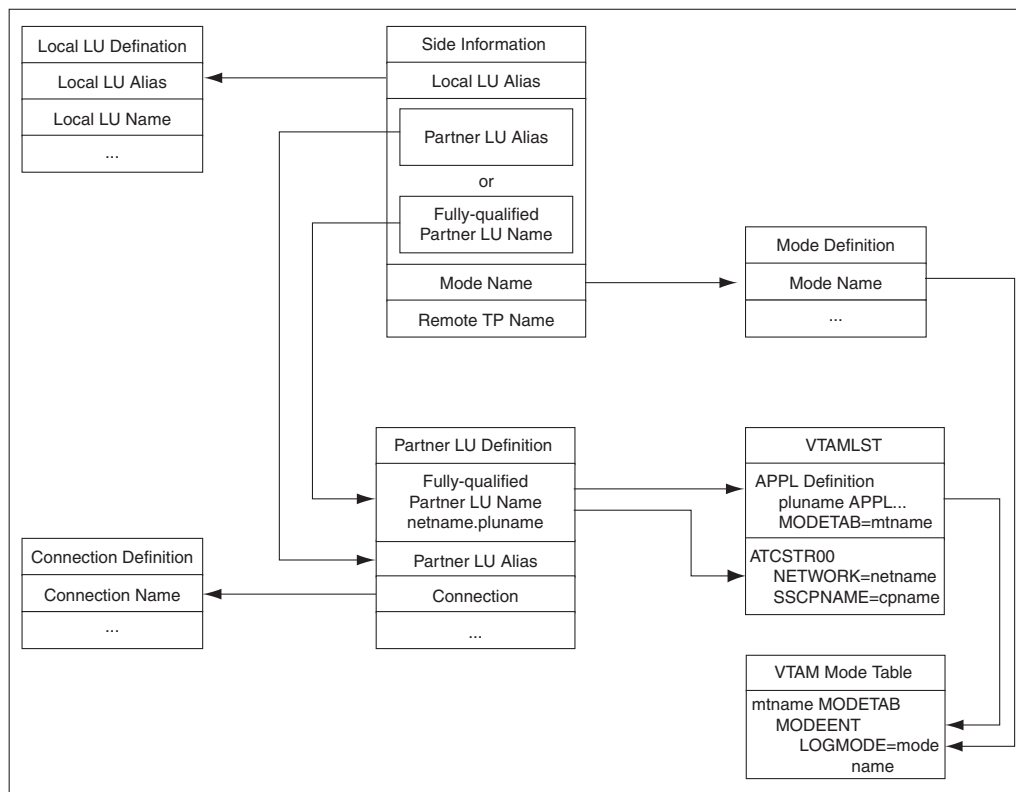 Local LU Defination
Local LU Alias
Local LU Name
...
Side Information
Local LU Alias
Partner LU Alias
or
Fully-qualified
Partner LU Name
Mode Name
Remote TP Name
Mode Definition
Mode Name
...
Partner LU Definition
Fully-qualified
Partner LU Name
netname.pluname
Partner LU Alias
Connection
...
VTAMLST
APPL Definition
pluname APPL...
MODETAB=mtname
ATCSTR00
NETWORK=netname
SSCPNAME=cpname
Connection Definition
Connection Name
...
VTAM Mode Table
mtname MODETAB
MODEENT
LOGMODE=mode
name